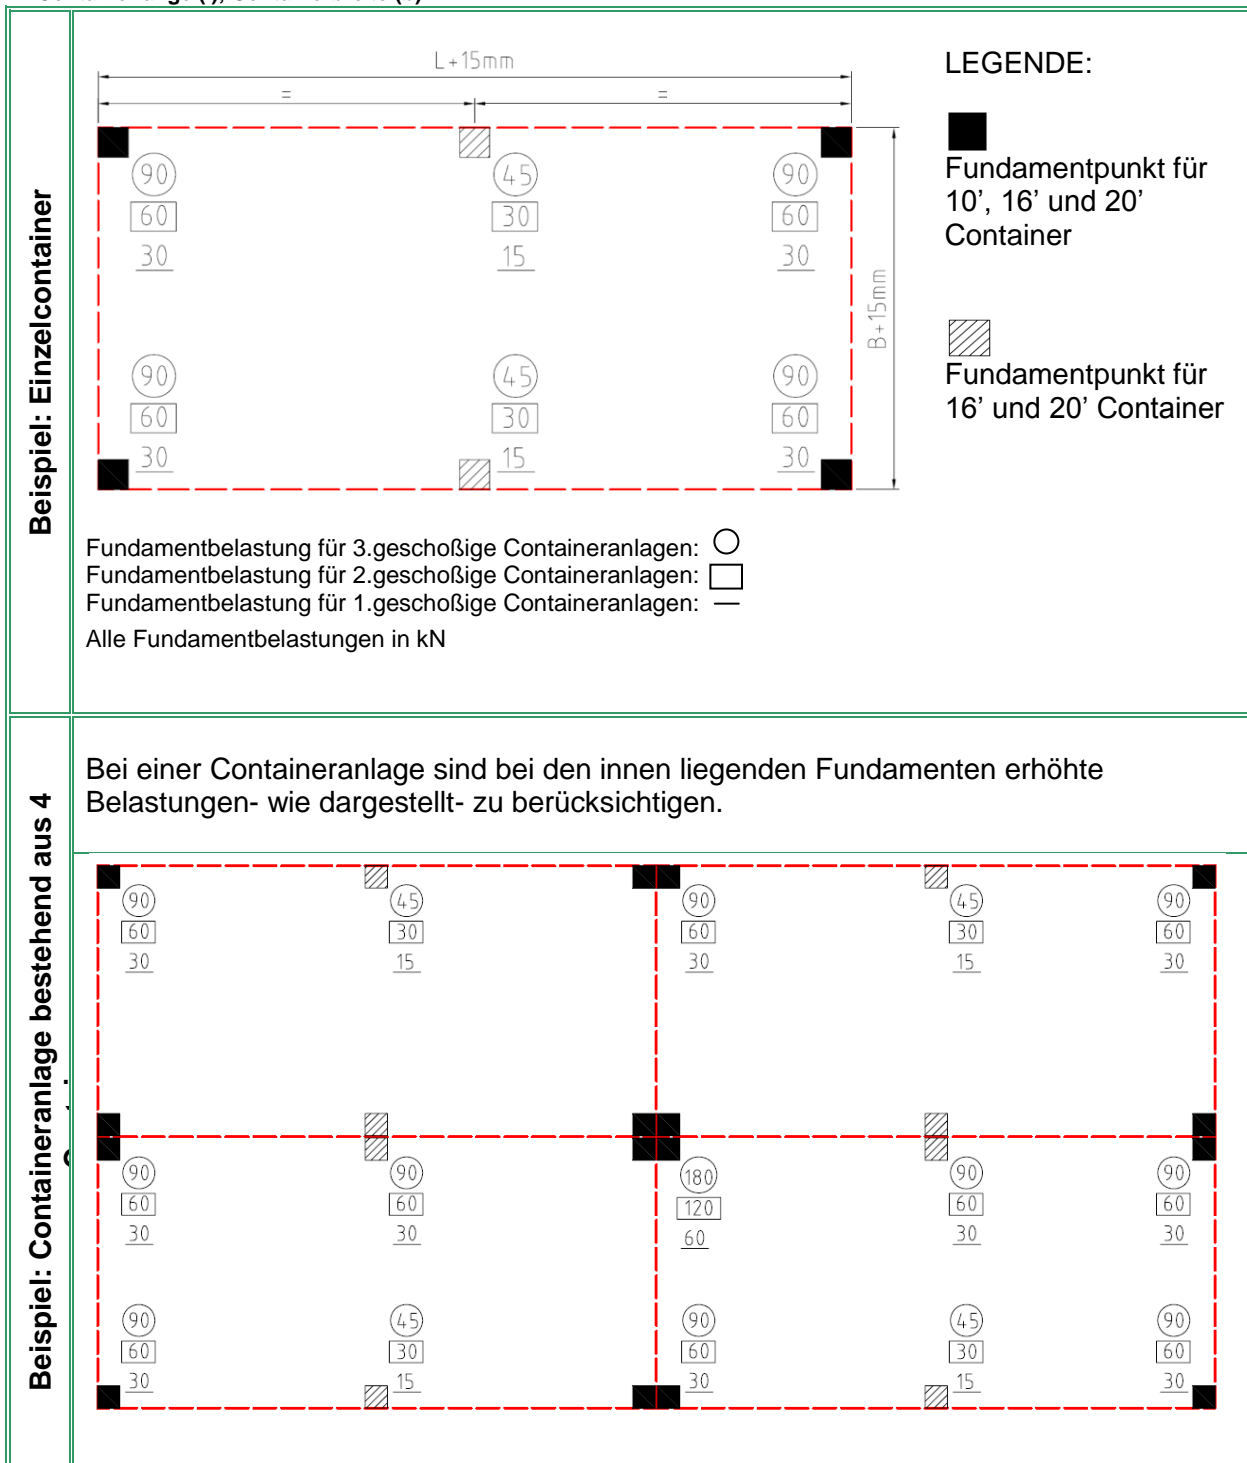 L+15mm
= =
B+15mm
90 45 90
60 30 60
30 15 30
90 45 90
60 30 60
30 15 30
LEGENDE:
Fundamentpunkt für
10’, 16’ und 20’
Container
Fundamentpunkt für
16’ und 20’ Container
Beispiel: Einzelcontainer
Fundamentbelastung für 3.geschoßige Containeranlagen:
Fundamentbelastung für 2.geschoßige Containeranlagen:
Fundamentbelastung für 1.geschoßige Containeranlagen:
Alle Fundamentbelastungen in kN
Beispiel: Containeranlage bestehend aus 4
Bei einer Containeranlage sind bei den innen liegenden Fundamenten erhöhte
Belastungen- wie dargestellt- zu berücksichtigen.
90 45 90 45 90
60 30 60 30 60
30 15 30 15 30
90 90 180 90 90
60 60 120 60 60
30 30 60 30 30
90 45 90 45 90
60 30 60 30 60
30 15 30 15 30